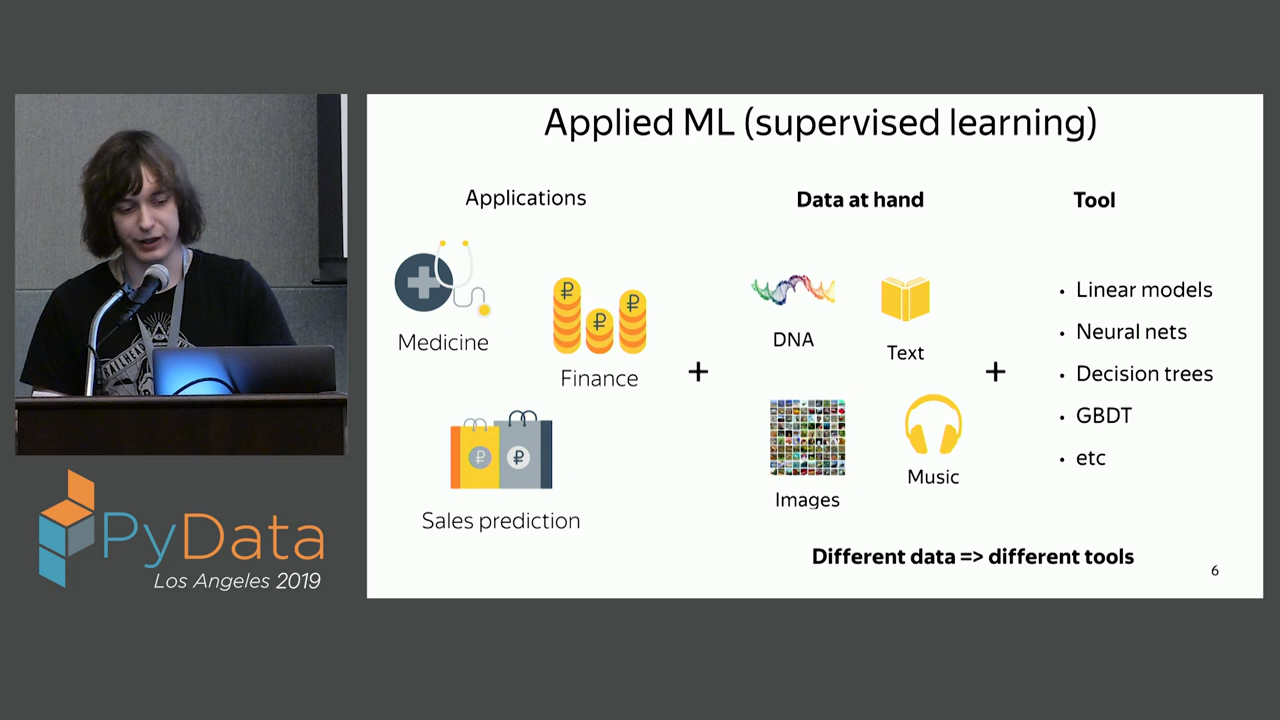 Applied ML (supervised learning)
Applications
Data at hand
Tool
Medicine
Finance
Sales prediction
+
DNA
Text
Images
Music
+
• Linear models
• Neural nets
• Decision trees
• GBDT
• etc
Different data => different tools
6
PyData
Los Angeles 2019